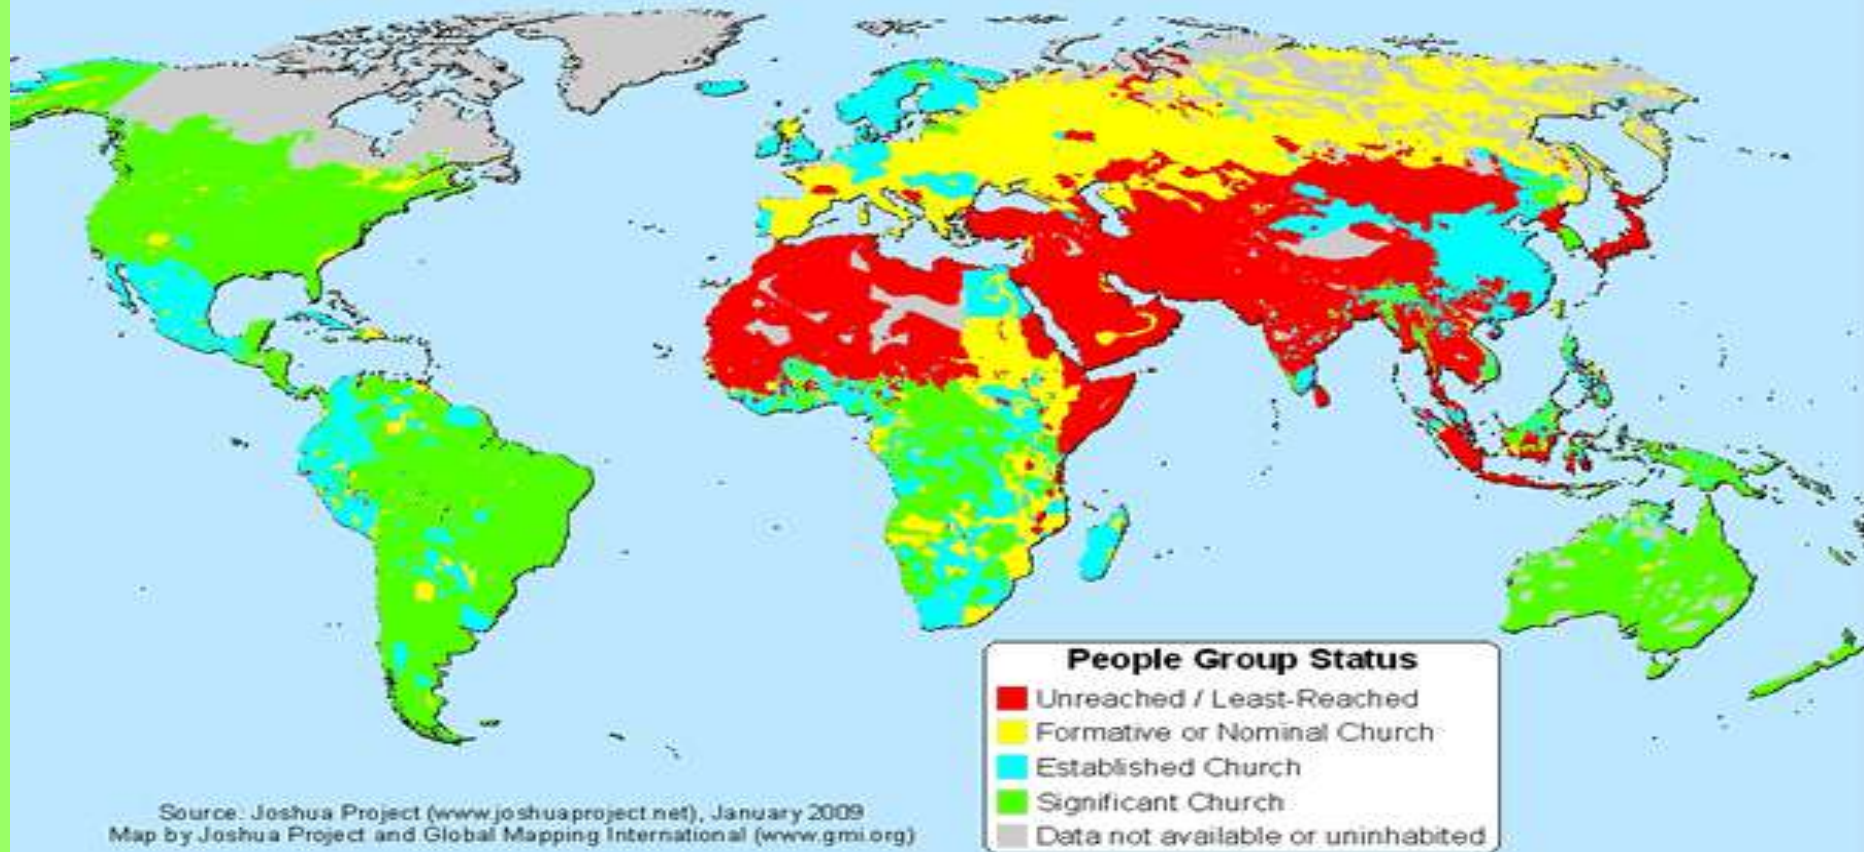 People Group Status
Unreached / Least-Reached
Formative or Nominal Church
Established Church
Significant Church
Data not available or uninhabited
Source: Joshua Project (www.joshuaproject.net), January 2009
Map by Joshua Project and Global Mapping International (www.gmi.org)